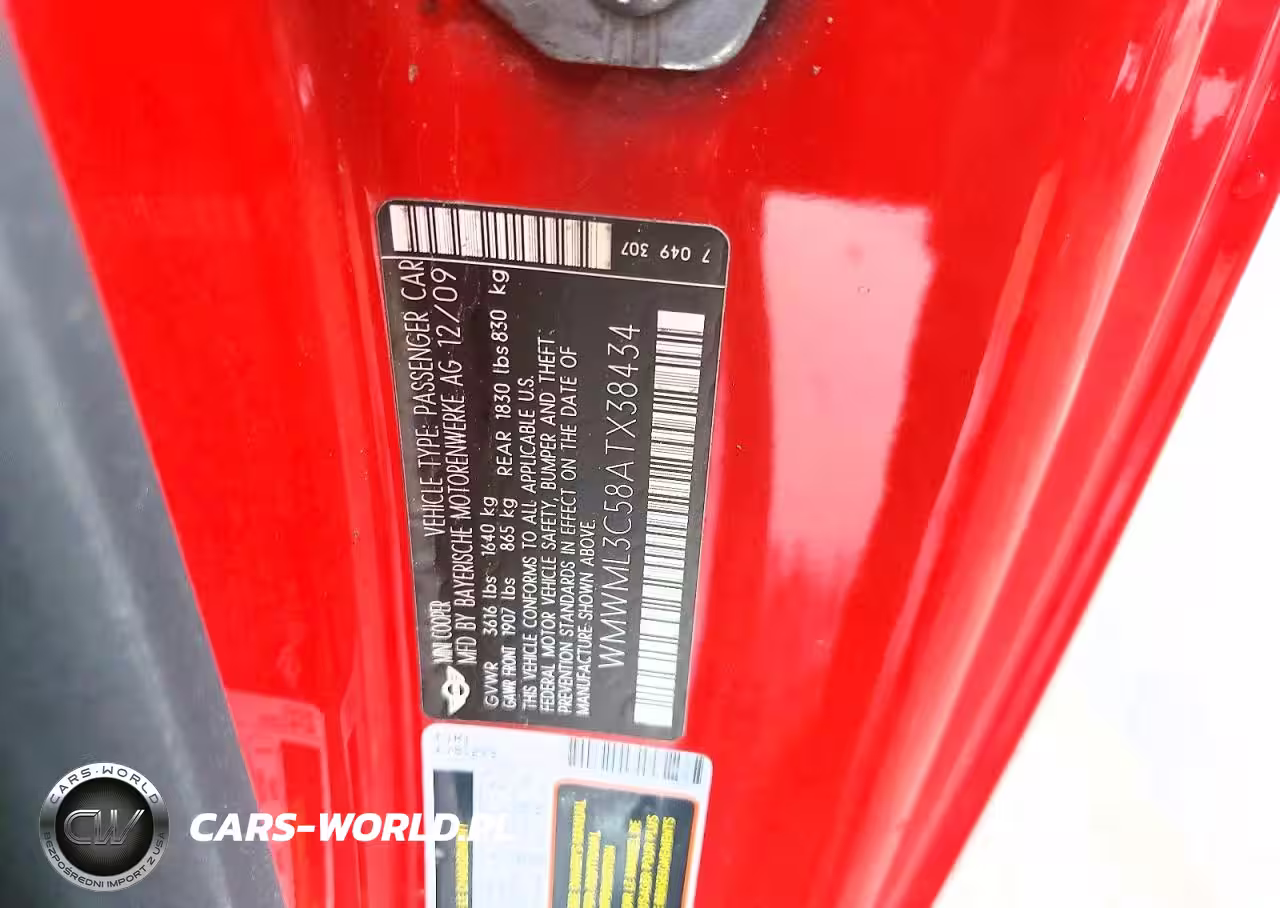 7 049 307
MINI COOPER VEHICLE TYPE: PASSENGER CAR
MFD BY BAYERISCHE MOTORENWERKE AG 12/09
GVWR 3616 lbs 1640 kg
GAWR FRONT 1907 lbs 865 kg REAR 1830 lbs 830 kg
THIS VEHICLE CONFORMS TO ALL APPLICABLE U.S.
FEDERAL MOTOR VEHICLE SAFETY, BUMPER AND THEFT
PREVENTION STANDARDS IN EFFECT ON THE DATE OF
MANUFACTURE SHOWN ABOVE.
WMWML3C58ATX38434
CARS-WORLD
CW
BEZPOŚREDNI IMPORT Z USA
CARS-WORLD.PL